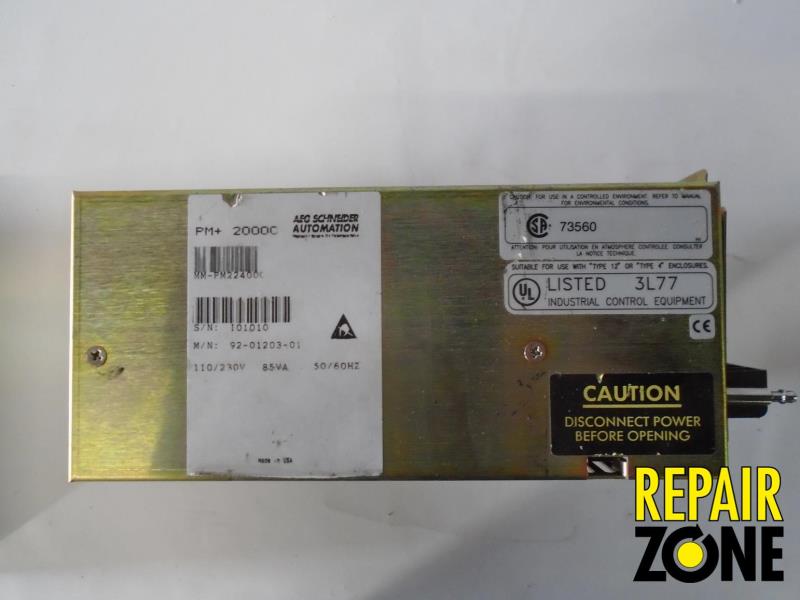 PM+ 2000C
AEG SCHNEIDER
AUTOMATION
MM-PM22400C
S/N: I01D10
M/N: 92-01203-01
110/230V 85VA 50/60HZ
MADE IN USA
CAUTION: FOR USE IN A CONTROLLED ENVIRONMENT. REFER TO MANUAL
FOR ENVIRONMENTAL CONDITIONS.
SA 73560
ATTENTION: POUR UTILISATION EN ATMOSPHERE CONTROLEE. CONSULTER
LA NOTICE TECHNIQUE.
SUITABLE FOR USE WITH "TYPE 12" OR "TYPE 4" ENCLOSURES.
UL LISTED 3L77
INDUSTRIAL CONTROL EQUIPMENT
CE
CAUTION
DISCONNECT POWER
BEFORE OPENING
REPAIR
ZONE